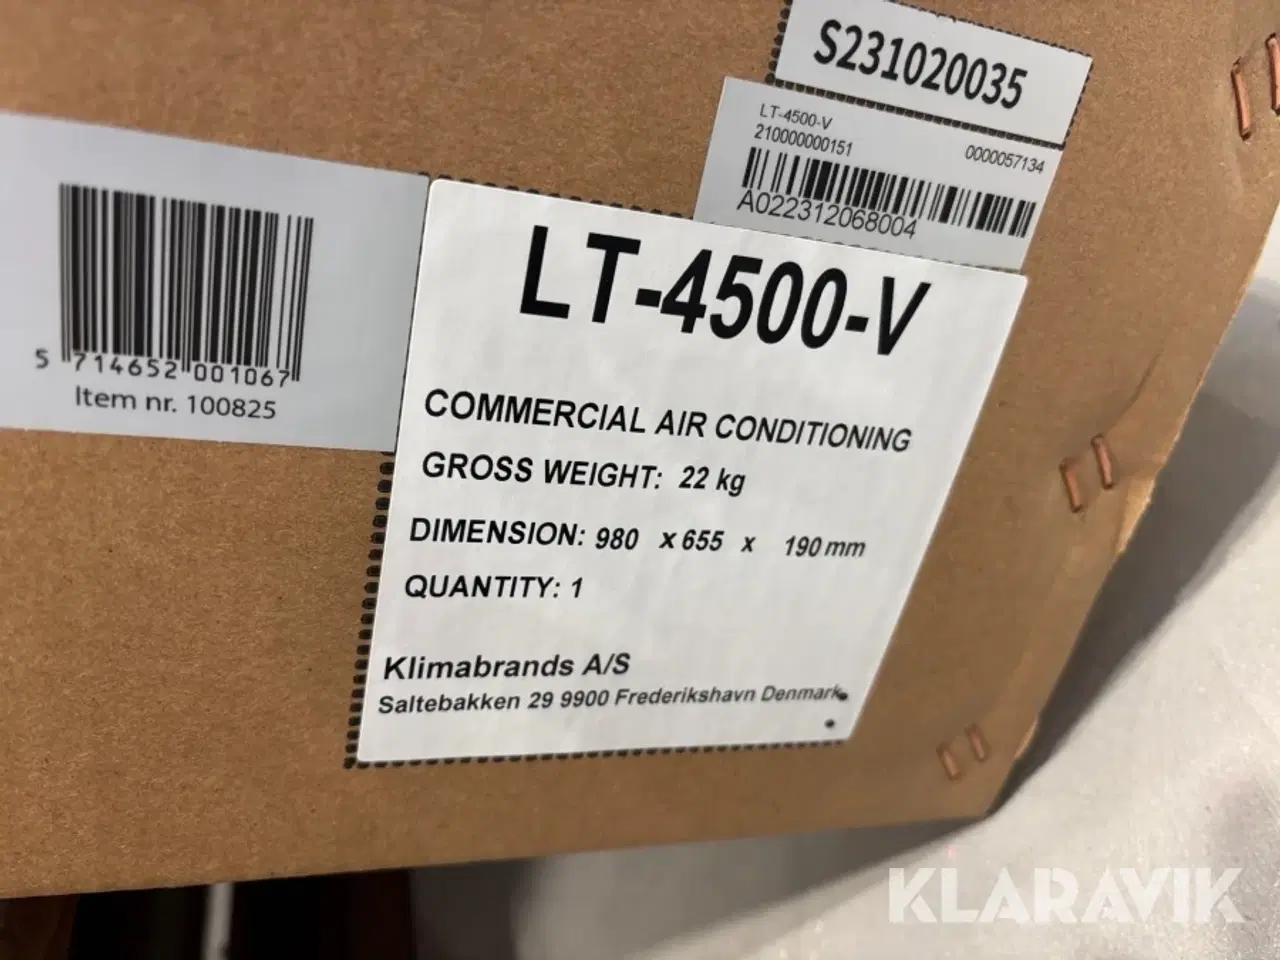 S231020035
LT-4500-V
210000000151
0000057134
A022312068004
5 714652 001067
Item nr. 100825
LT-4500-V
COMMERCIAL AIR CONDITIONING
GROSS WEIGHT: 22 kg
DIMENSION: 980 x 655 x 190 mm
QUANTITY: 1
Klimabrands A/S
Saltebakken 29 9900 Frederikshavn Denmark
KLARAVIK